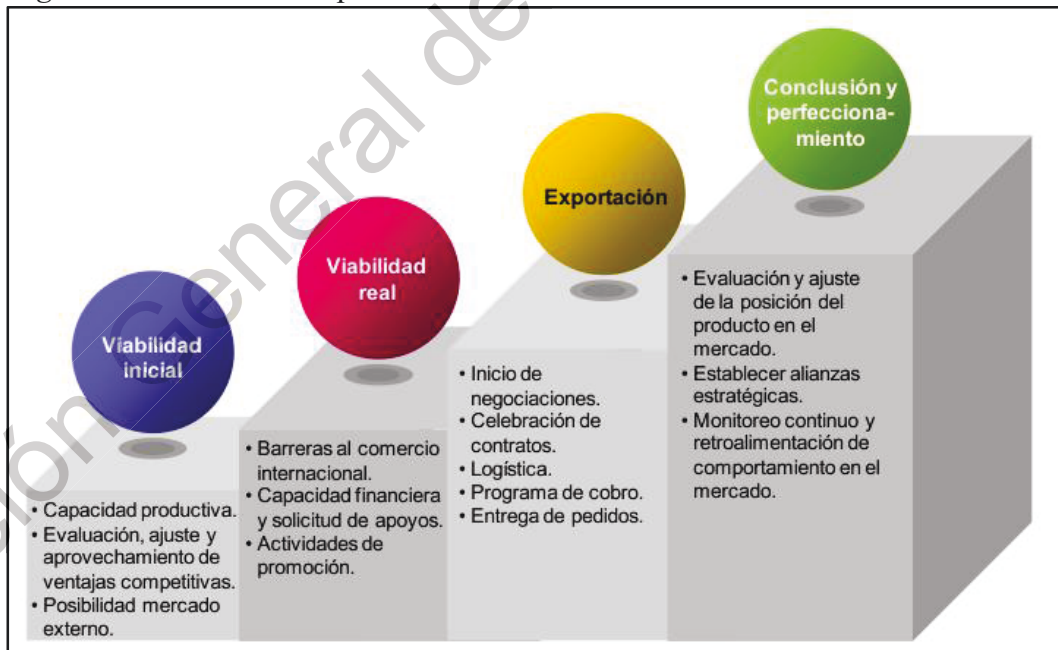 Viabilidad
inicial
• Capacidad productiva.
• Evaluación, ajuste y
aprovechamiento de
ventajas competitivas.
• Posibilidad mercado
externo.
Viabilidad
real
• Barreras al comercio
internacional.
• Capacidad financiera
y solicitud de apoyos.
• Actividades de
promoción.
Exportación
• Inicio de
negociaciones.
• Celebración de
contratos.
• Logística.
• Programa de cobro.
• Entrega de pedidos.
Conclusión y
perfecciona-
miento
• Evaluación y ajuste
de la posición del
producto en el
mercado.
• Establecer alianzas
estratégicas.
• Monitoreo continuo y
retroalimentación de
comportamiento en el
mercado.
General de